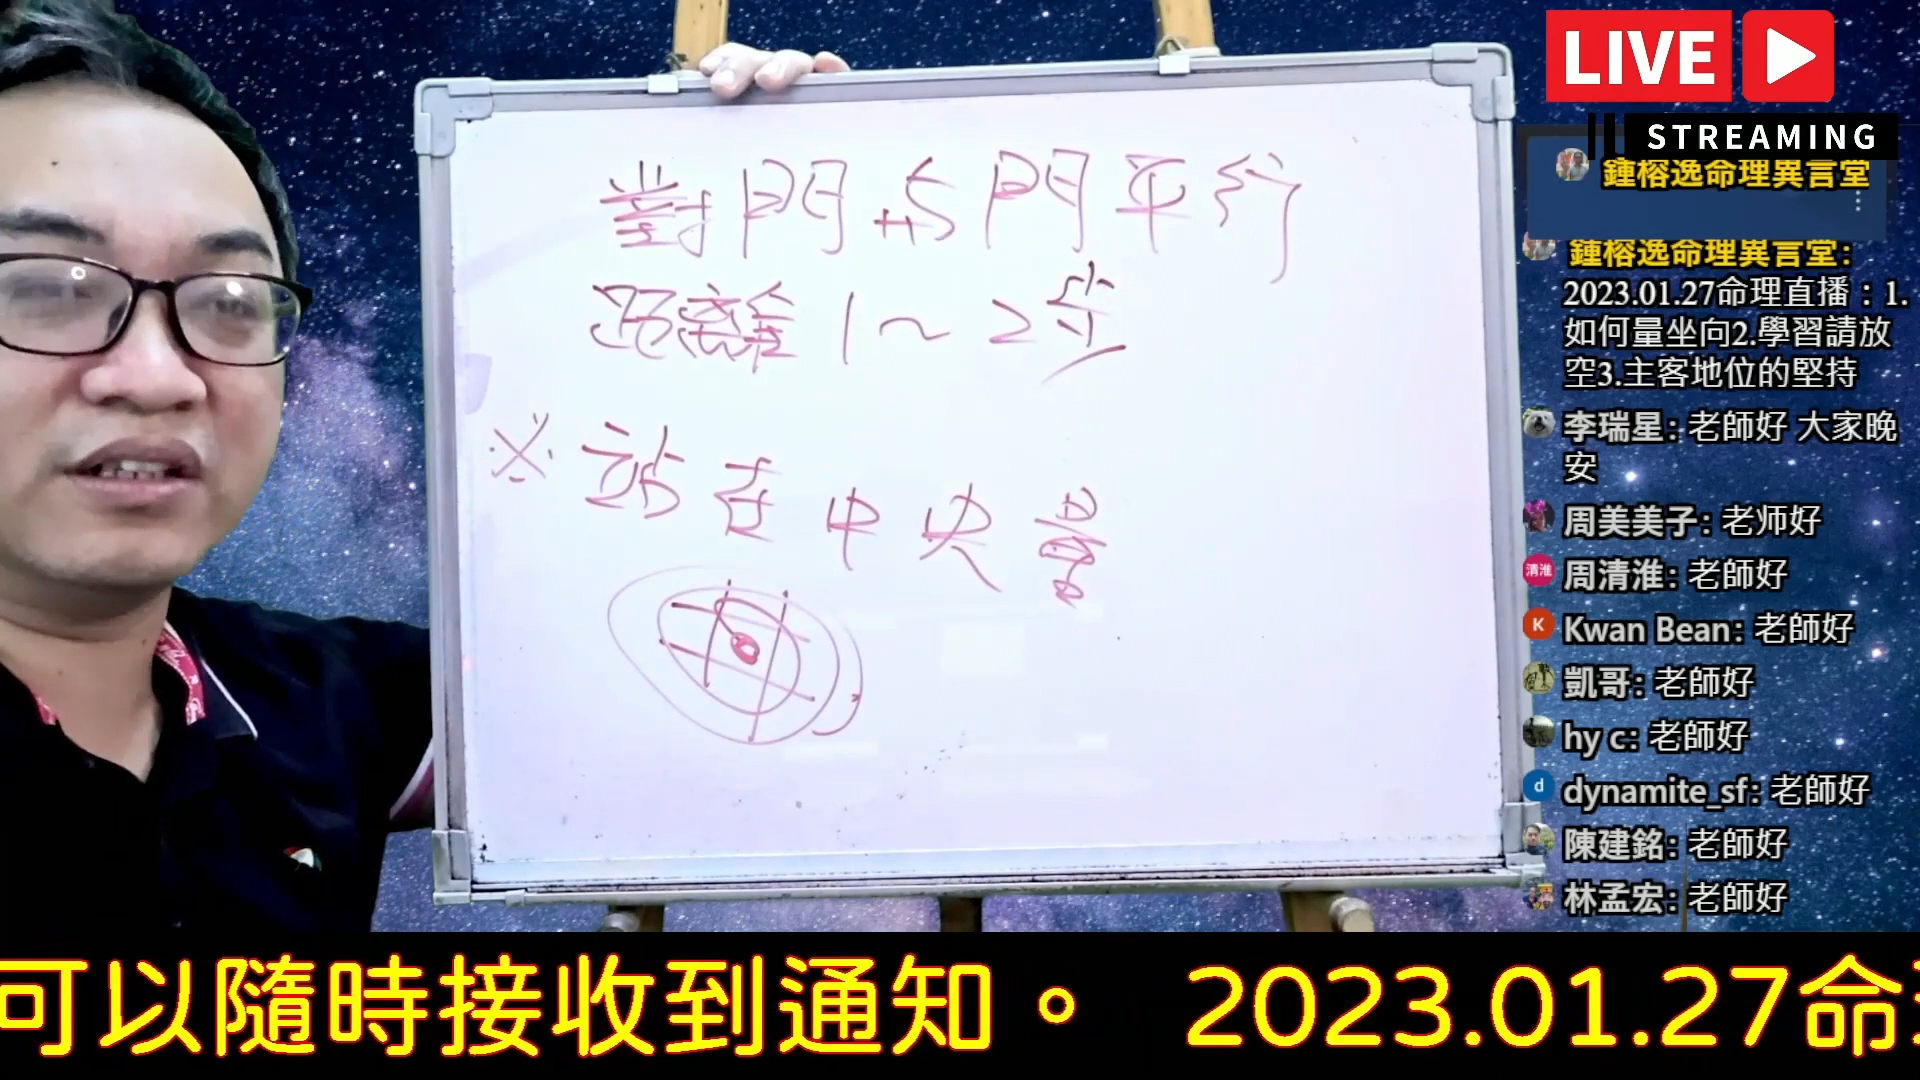 對門.与門平行
距離1～2步
※站在中央量
LIVE
STREAMING
鍾榕逸命理異言堂
鍾榕逸命理異言堂:
2023.01.27命理直播：1.
如何量坐向2.學習請放
空3.主客地位的堅持
李瑞星: 老師好 大家晚
安
周美美子: 老师好
清淮
周清淮: 老師好
K
Kwan Bean: 老師好
凱哥: 老師好
hy c: 老師好
d
dynamite_sf: 老師好
陳建銘: 老師好
林孟宏: 老師好
可以隨時接收到通知。 2023.01.27命